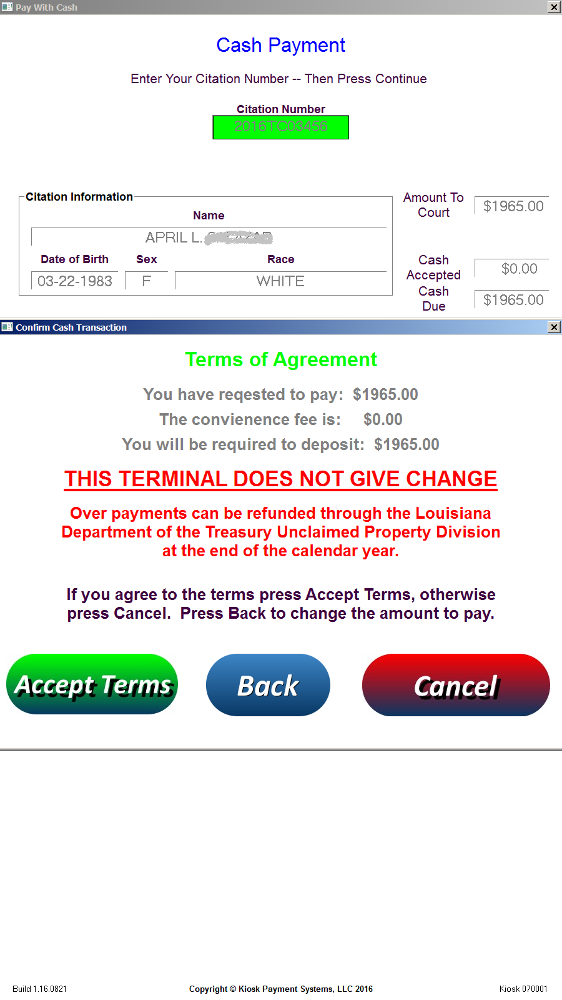 Pay With Cash
Cash Payment
Enter Your Citation Number -- Then Press Continue
Citation Number
2016TC03456
Citation Information
Name
APRIL L.
Date of Birth Sex Race
03-22-1983 F WHITE
Amount To
Court
$1965.00
Cash
Accepted
$0.00
Cash
Due
$1965.00
Confirm Cash Transaction
Terms of Agreement
You have reqested to pay: $1965.00
The convienence fee is: $0.00
You will be required to deposit: $1965.00
THIS TERMINAL DOES NOT GIVE CHANGE
Over payments can be refunded through the Louisiana
Department of the Treasury Unclaimed Property Division
at the end of the calendar year.
If you agree to the terms press Accept Terms, otherwise
press Cancel. Press Back to change the amount to pay.
Accept Terms Back Cancel
Build 1.16.0821 Copyright © Kiosk Payment Systems, LLC 2016 Kiosk 070001